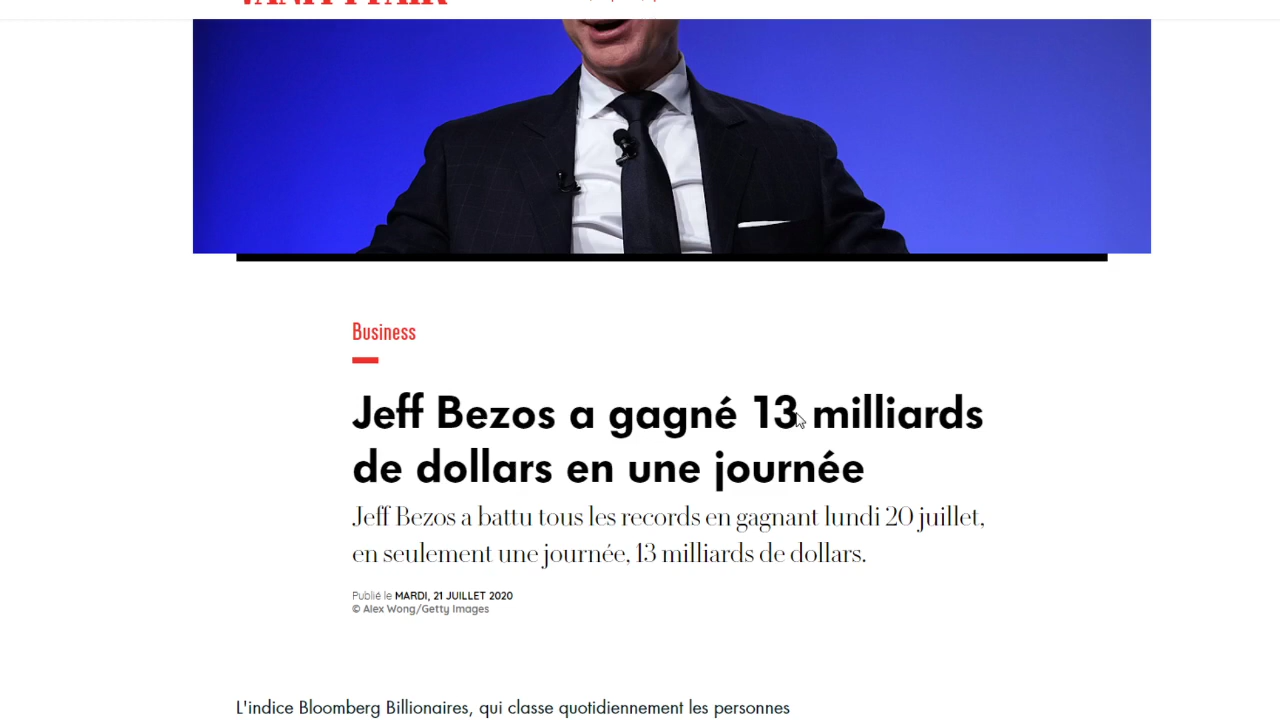 VANITY FAIR
Business
Jeff Bezos a gagné 13 milliards
de dollars en une journée
Jeff Bezos a battu tous les records en gagnant lundi 20 juillet,
en seulement une journée, 13 milliards de dollars.
Publié le MARDI, 21 JUILLET 2020
© Alex Wong/Getty Images
L'indice Bloomberg Billionaires, qui classe quotidiennement les personnes